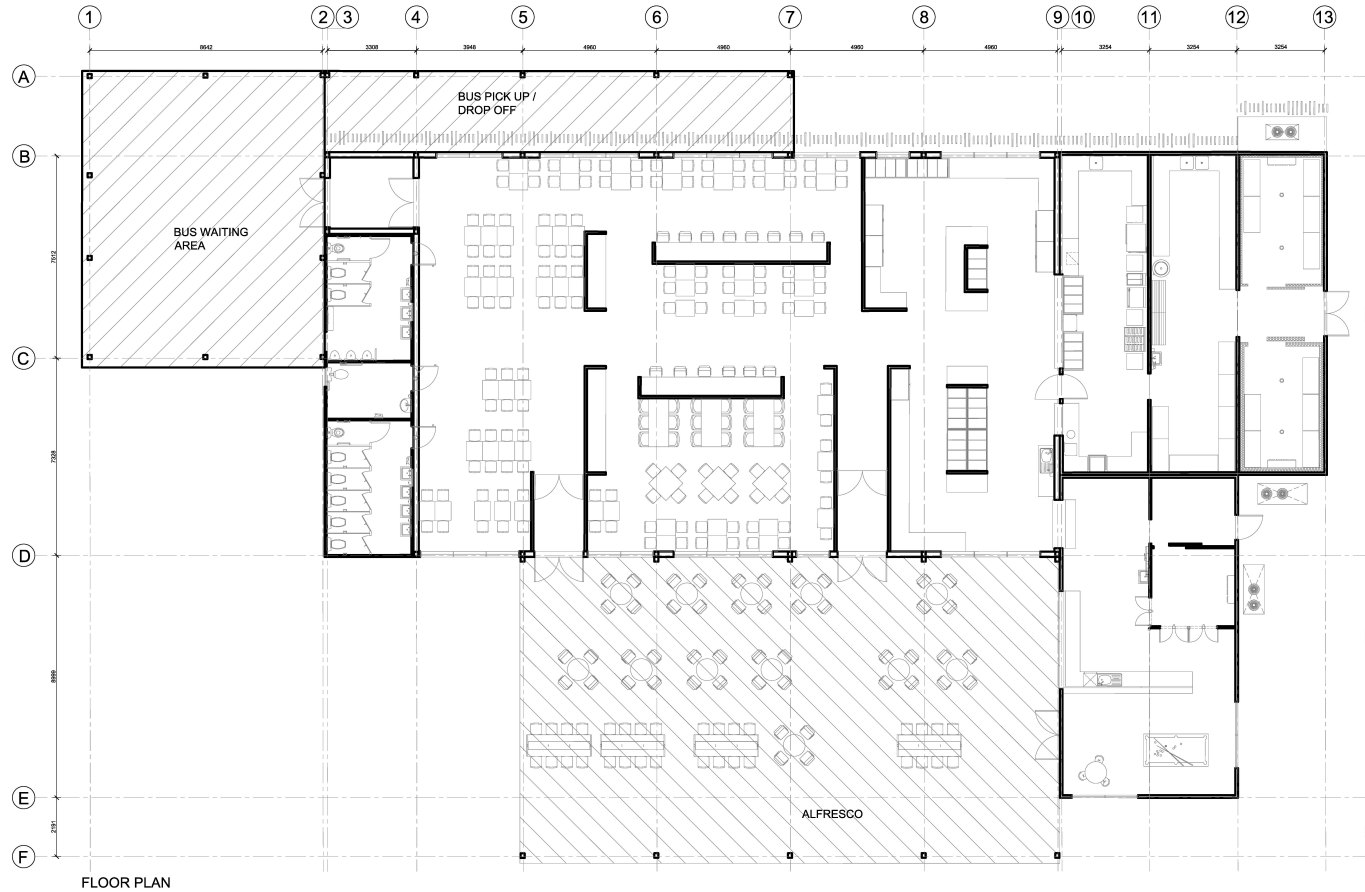 1 2 3 4 5 6 7 8 9 10 11 12 13
8642 3308 3948 4960 4960 4960 4960 3254 3254 3254
A
BUS PICK UP /
DROP OFF
B
BUS WAITING
AREA
7612
C
7328
D
8999
E
ALFRESCO
2191
F
FLOOR PLAN